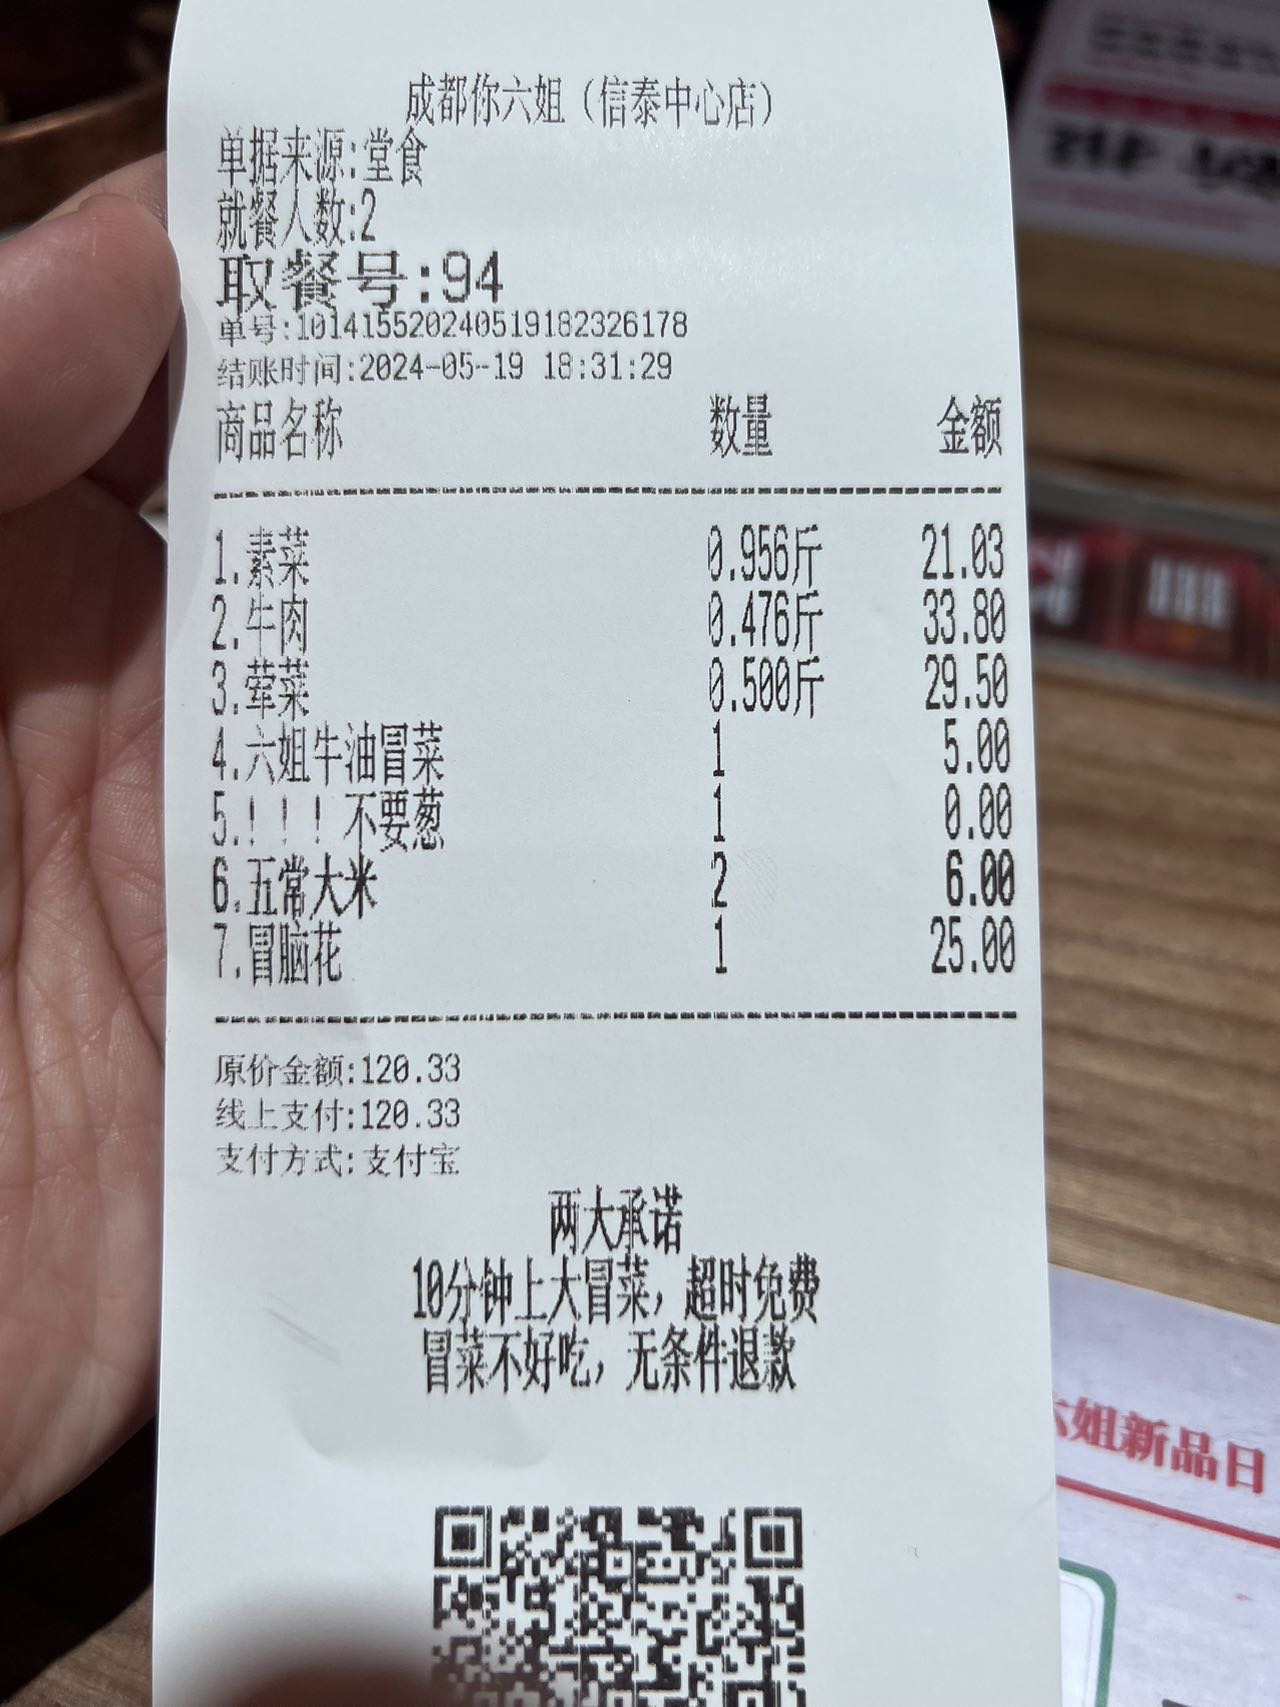 成都你六姐（信泰中心店）
单据来源:堂食
就餐人数:2
取餐号:94
单号:10141552024051918232617​8
结账时间:2024-05-19 18:31:29
商品名称 数量 金额
1.素菜 0.956斤 21.03
2.牛肉 0.476斤 33.80
3.荤菜 0.500斤 29.50
4.六姐牛油冒菜 1 5.00
5.！！！不要葱 1 0.00
6.五常大米 2 6.00
7.冒脑花 1 25.00
原价金额:120.33
线上支付:120.33
支付方式:支付宝
两大承诺
10分钟上大冒菜，超时免费
冒菜不好吃，无条件退款
六姐新品日